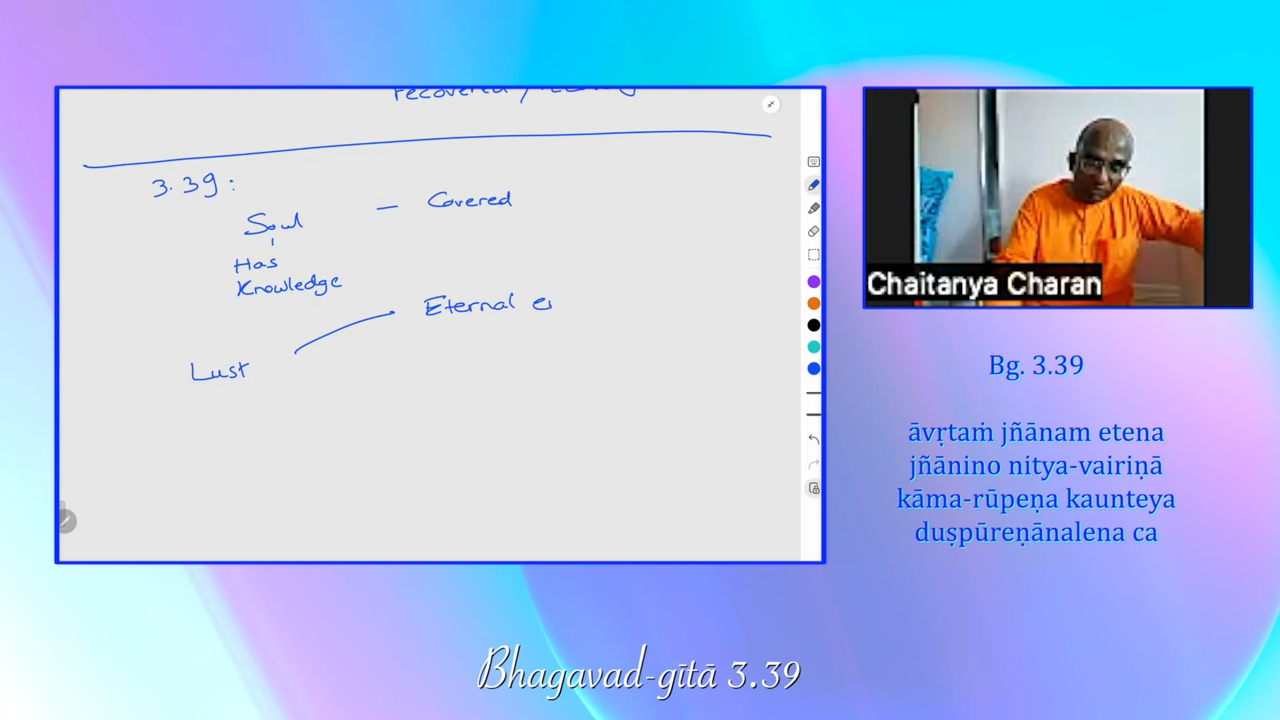 recovered /
3.39:
Soul – Covered
Has
Knowledge
Eternal e
Lust
Chaitanya Charan
Bg. 3.39
āvṛtaṁ jñānam etena
jñānino nitya-vairiṇā
kāma-rūpeṇa kaunteya
duṣpūreṇānalena ca
Bhagavad-gītā 3.39